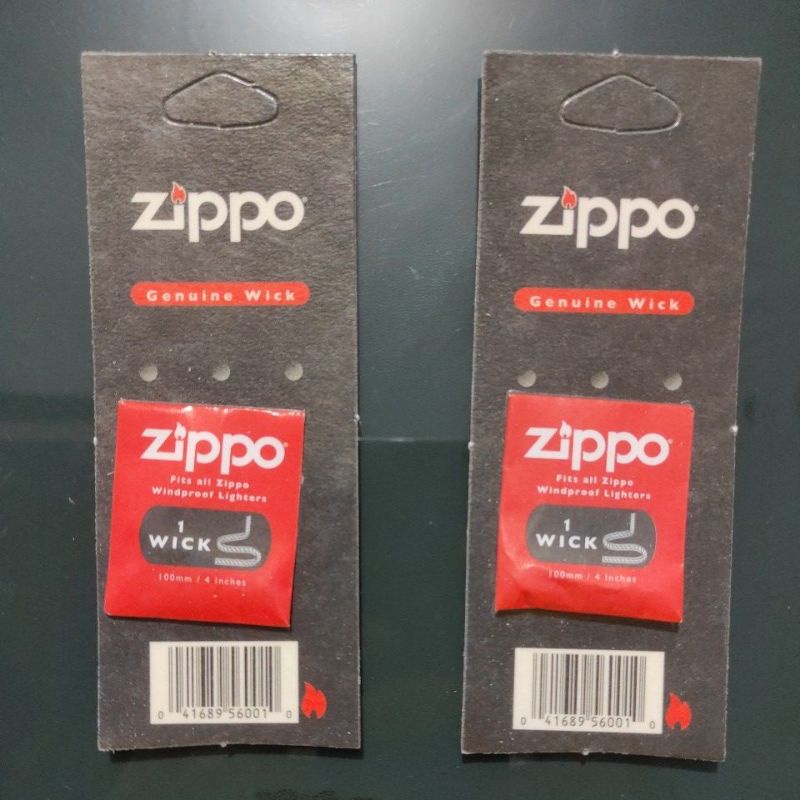 zippo
Genuine Wick
zippo
Fits all Zippo
Windproof Lighters
1
WICK
100mm / 4 inches
0 41689 56001 0
zippo
Genuine Wick
zippo
Fits all Zippo
Windproof Lighters
1
WICK
100mm / 4 inches
0 41689 56001 0